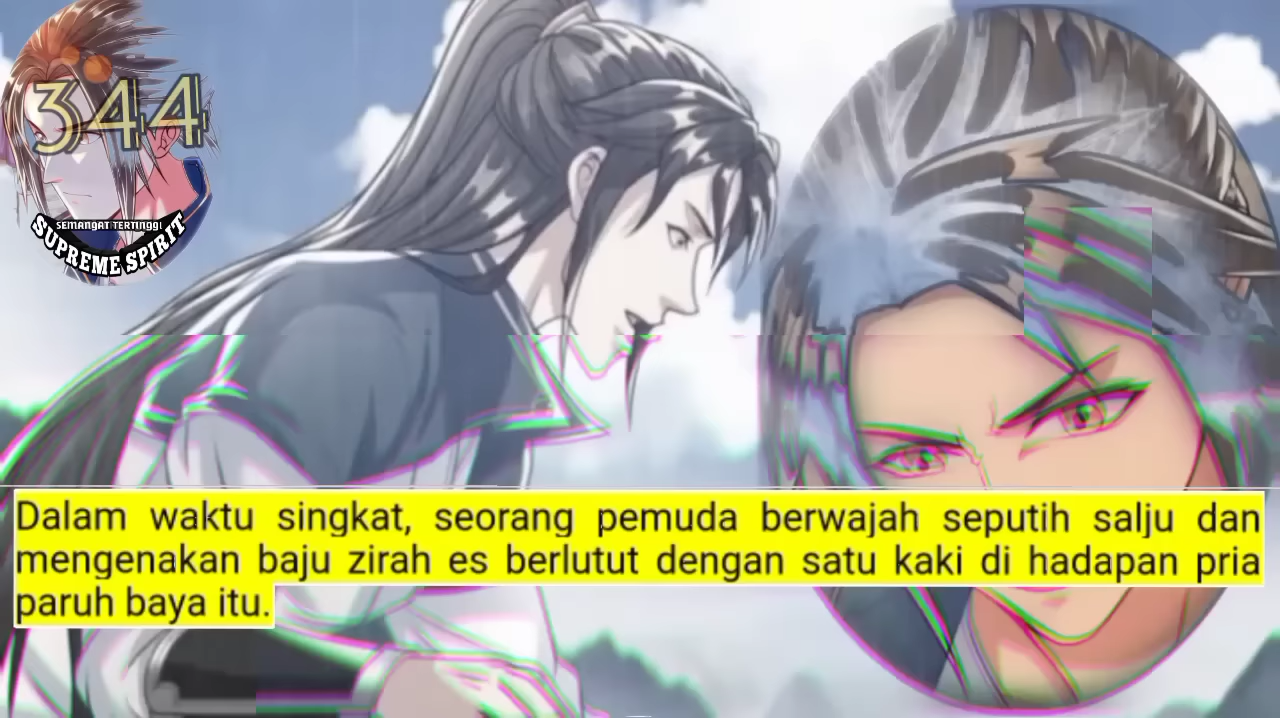 344
SEMANGAT TERTINGGI
SUPREME SPIRIT
Dalam waktu singkat, seorang pemuda berwajah seputih salju dan
mengenakan baju zirah es berlutut dengan satu kaki di hadapan pria
paruh baya itu.